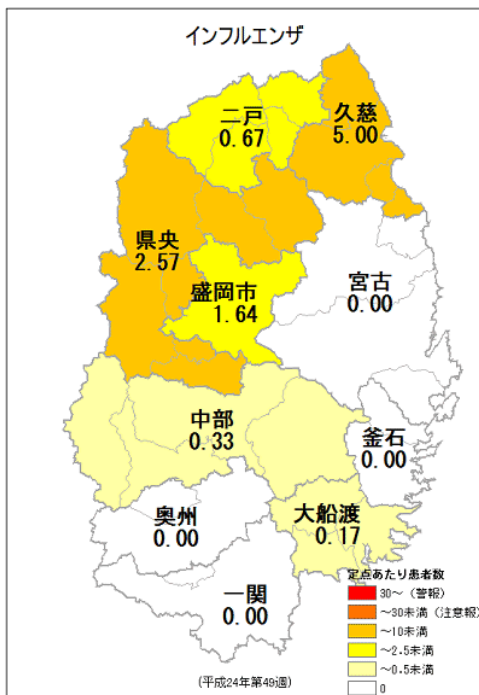 インフルエンザ
二戸
0.67
久慈
5.00
県央
2.57
盛岡市
1.64
宮古
0.00
中部
0.33
釜石
0.00
奥州
0.00
大船渡
0.17
一関
0.00
定点あたり患者数
30～（警報）
～30未満（注意報）
～10未満
～2.5未満
～0.5未満
0
(平成24年第49週)